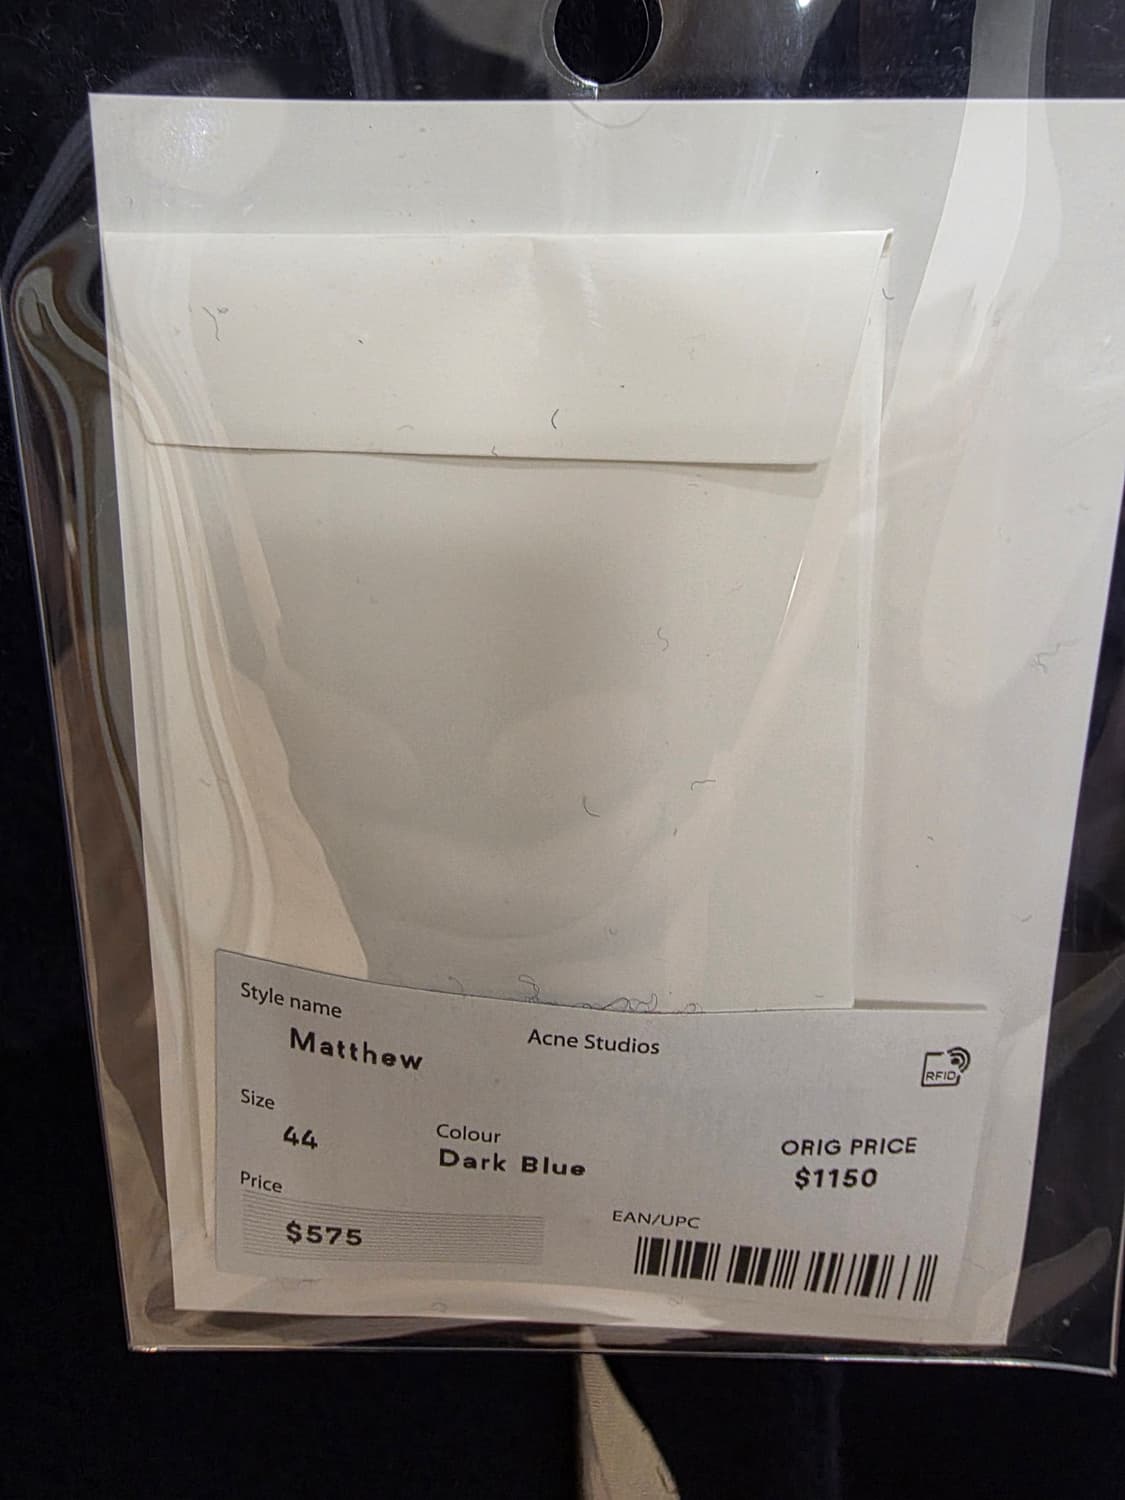 Style name
Matthew
Acne Studios
RFID
Size
44
Colour
Dark Blue
ORIG PRICE
$1150
Price
$575
EAN/UPC